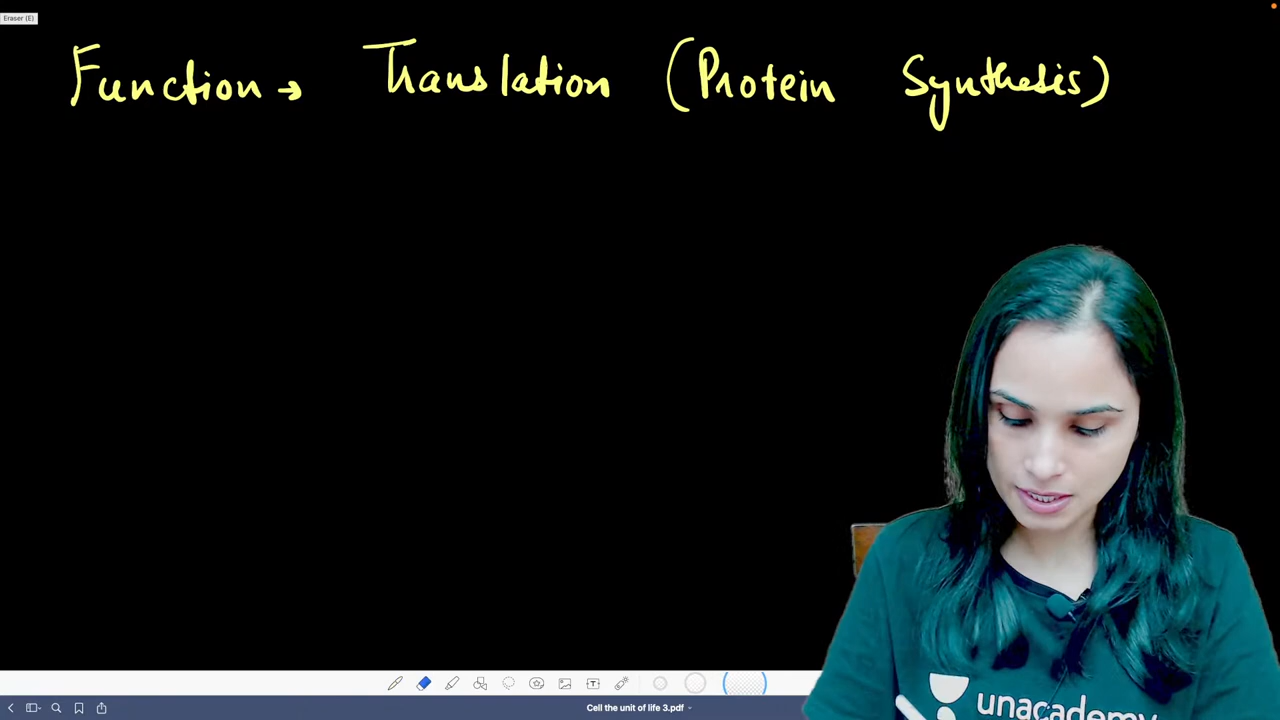 Eraser (E)
Function → Translation (Protein Synthesis)
unacademy
Cell the unit of life 3.pdf